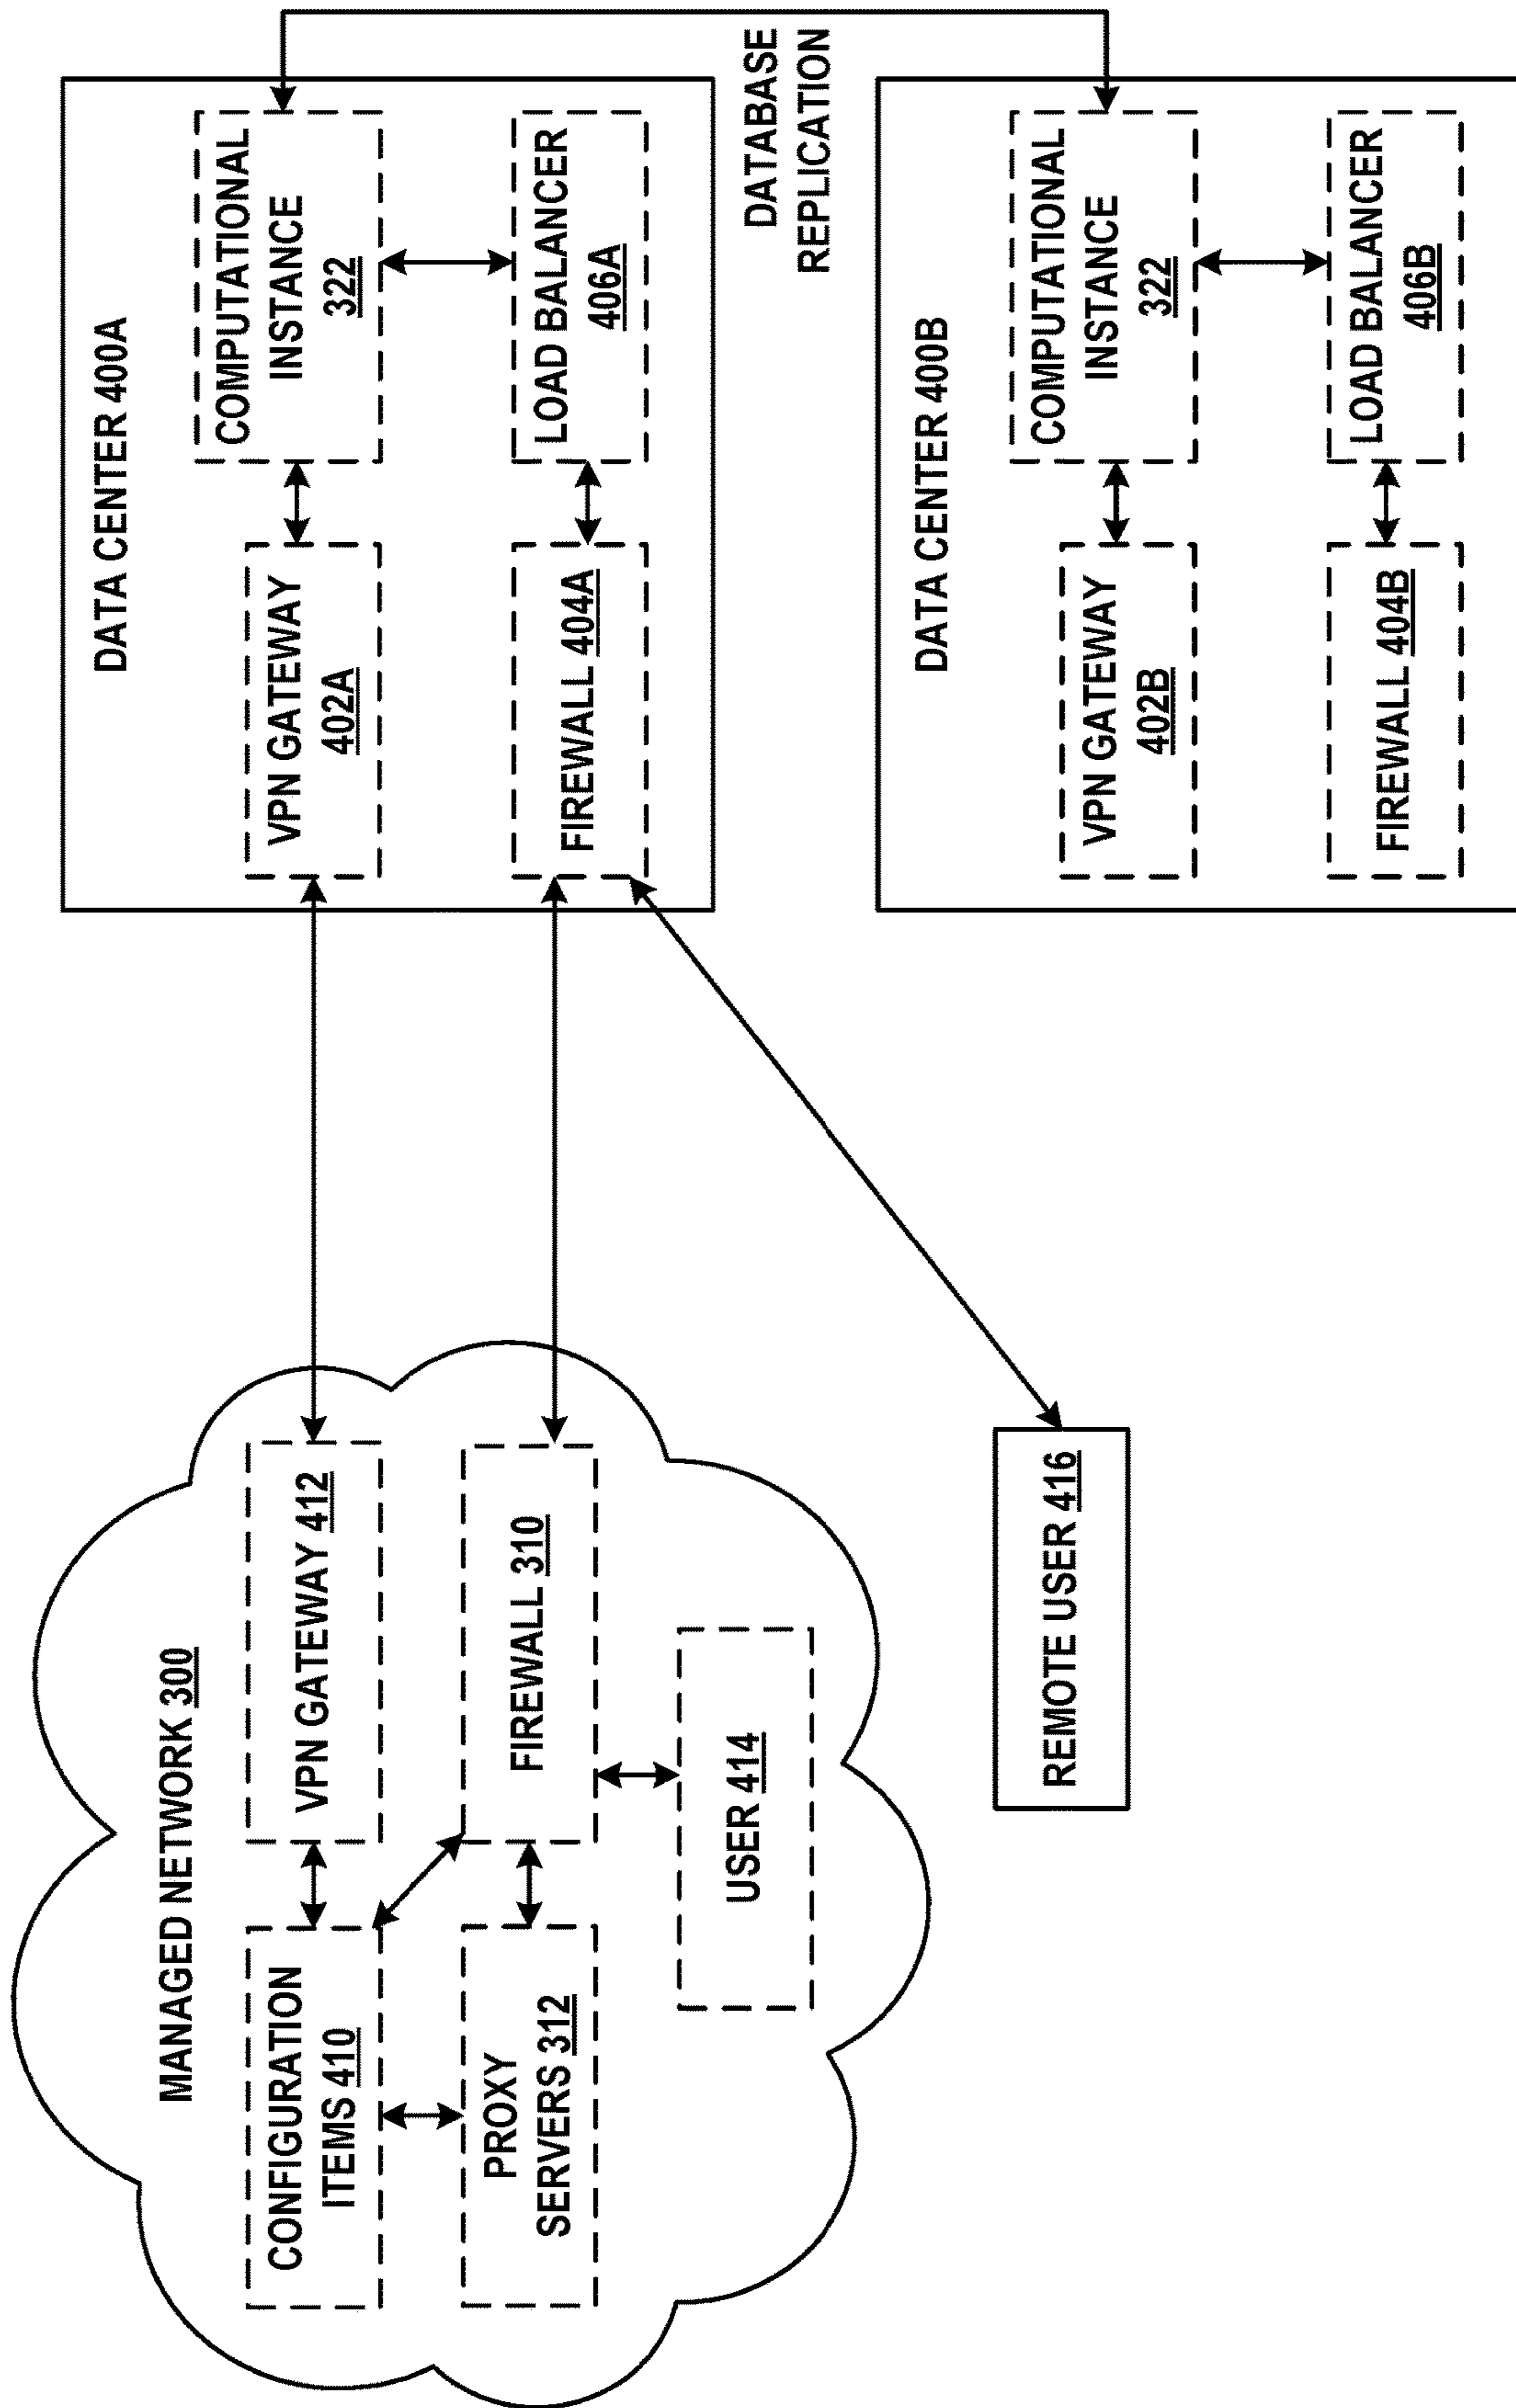 MANAGED NETWORK 300
CONFIGURATION
ITEMS 410
VPN GATEWAY 412
PROXY
SERVERS 312
FIREWALL 310
USER 414
REMOTE USER 416
DATA CENTER 400A
VPN GATEWAY
402A
COMPUTATIONAL
INSTANCE
322
FIREWALL 404A
LOAD BALANCER
406A
DATABASE
REPLICATION
DATA CENTER 400B
VPN GATEWAY
402B
COMPUTATIONAL
INSTANCE
322
FIREWALL 404B
LOAD BALANCER
406B